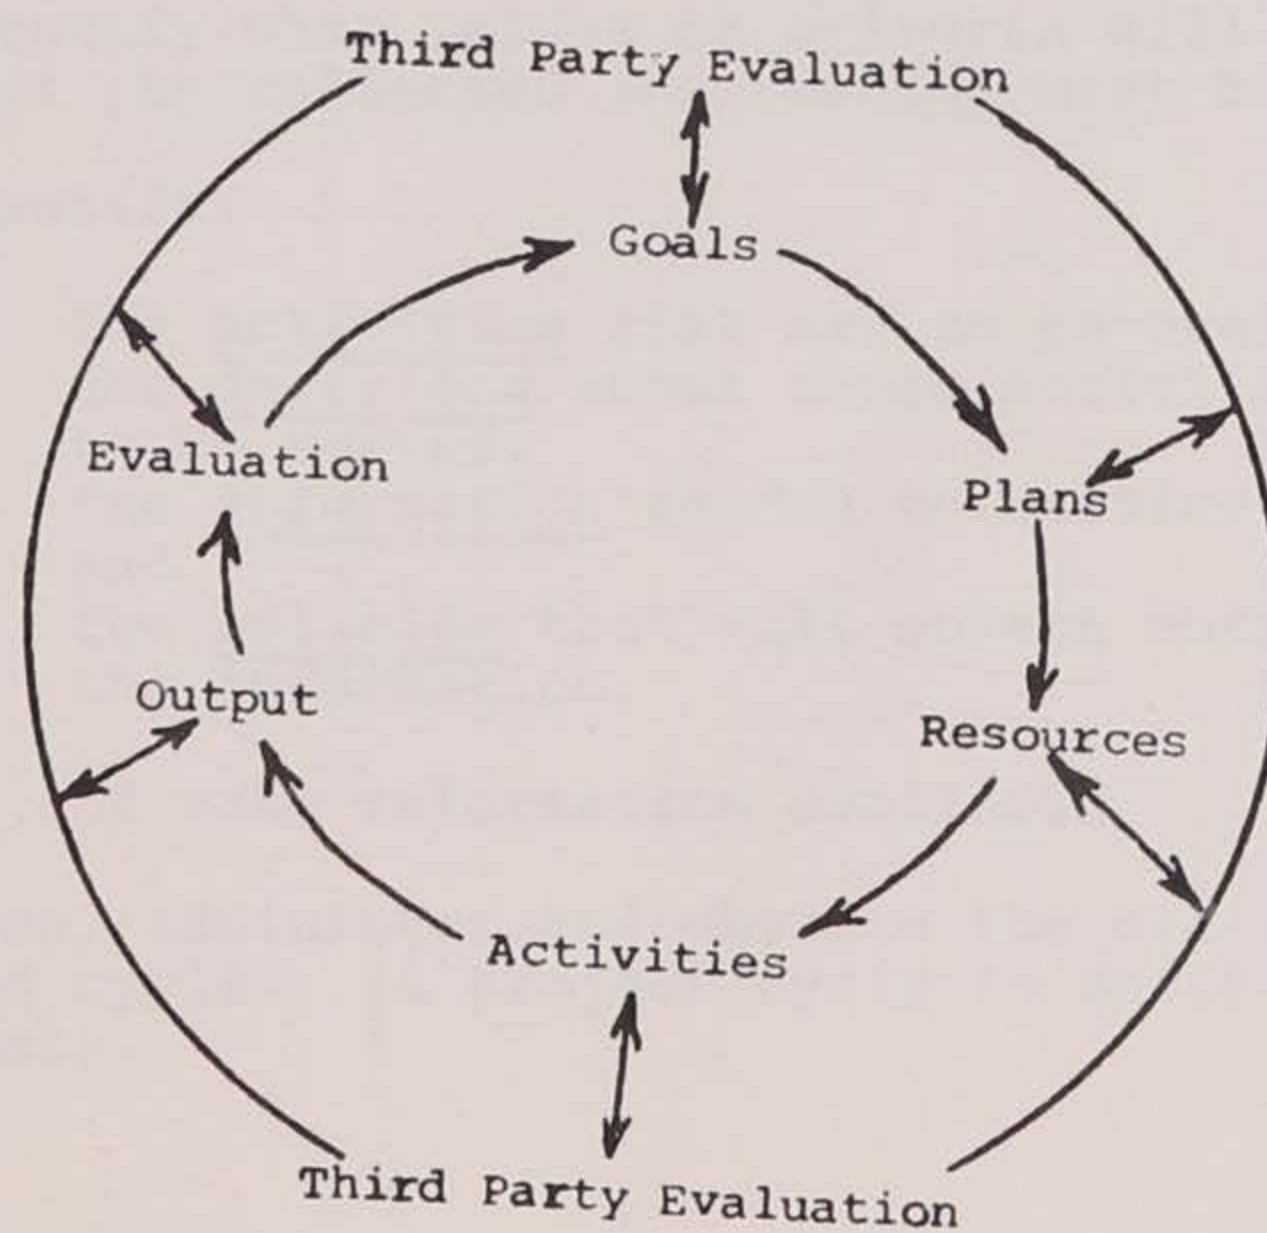 Third Party Evaluation
Goals
Evaluation
Plans
Output
Resources
Activities
Third Party Evaluation